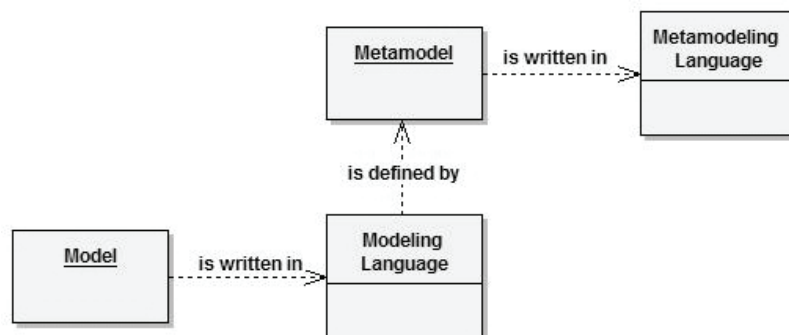 Metamodel
is written in
Metamodeling
Language
is defined by
Model
is written in
Modeling
Language